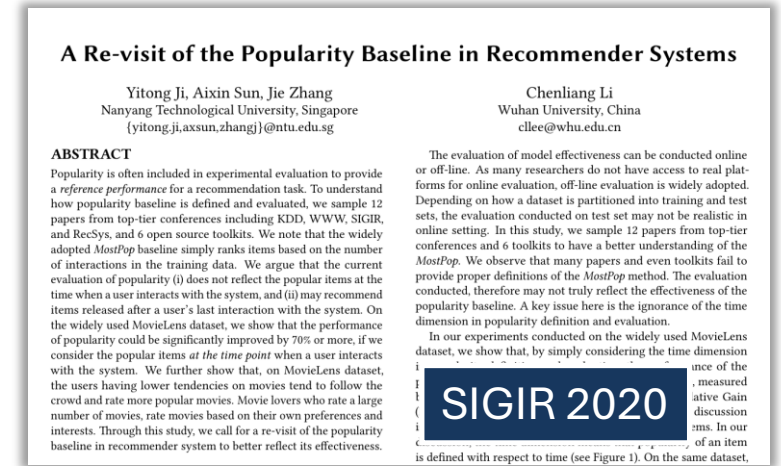 A Re-visit of the Popularity Baseline in Recommender Systems
Yitong Ji, Aixin Sun, Jie Zhang
Nanyang Technological University, Singapore
{yitong.ji,axsun,zhangj}@ntu.edu.sg
Chenliang Li
Wuhan University, China
cllee@whu.edu.cn
ABSTRACT
Popularity is often included in experimental evaluation to provide
a reference performance for a recommendation task. To understand
how popularity baseline is defined and evaluated, we sample 12
papers from top-tier conferences including KDD, WWW, SIGIR,
and RecSys, and 6 open source toolkits. We note that the widely
adopted MostPop baseline simply ranks items based on the number
of interactions in the training data. We argue that the current
evaluation of popularity (i) does not reflect the popular items at the
time when a user interacts with the system, and (ii) may recommend
items released after a user's last interaction with the system. On
the widely used MovieLens dataset, we show that the performance
of popularity could be significantly improved by 70% or more, if we
consider the popular items at the time point when a user interacts
with the system. We further show that, on MovieLens dataset,
the users having lower tendencies on movies tend to follow the
crowd and rate more popular movies. Movie lovers who rate a large
number of movies, rate movies based on their own preferences and
interests. Through this study, we call for a re-visit of the popularity
baseline in recommender system to better reflect its effectiveness.
The evaluation of model effectiveness can be conducted online
or off-line. As many researchers do not have access to real plat-
forms for online evaluation, off-line evaluation is widely adopted.
Depending on how a dataset is partitioned into training and test
sets, the evaluation conducted on test set may not be realistic in
online setting. In this study, we sample 12 papers from top-tier
conferences and 6 toolkits to have a better understanding of the
MostPop. We observe that many papers and even toolkits fail to
provide proper definitions of the MostPop method. The evaluation
conducted, therefore may not truly reflect the effectiveness of the
popularity baseline. A key issue here is the ignorance of the time
dimension in popularity definition and evaluation.
In our experiments conducted on the widely used MovieLens
dataset, we show that, by simply considering the time dimension
of the
, measured
Gain
discussion
In our
of an item
is defined with respect to time (see Figure 1). On the same dataset,
SIGIR 2020